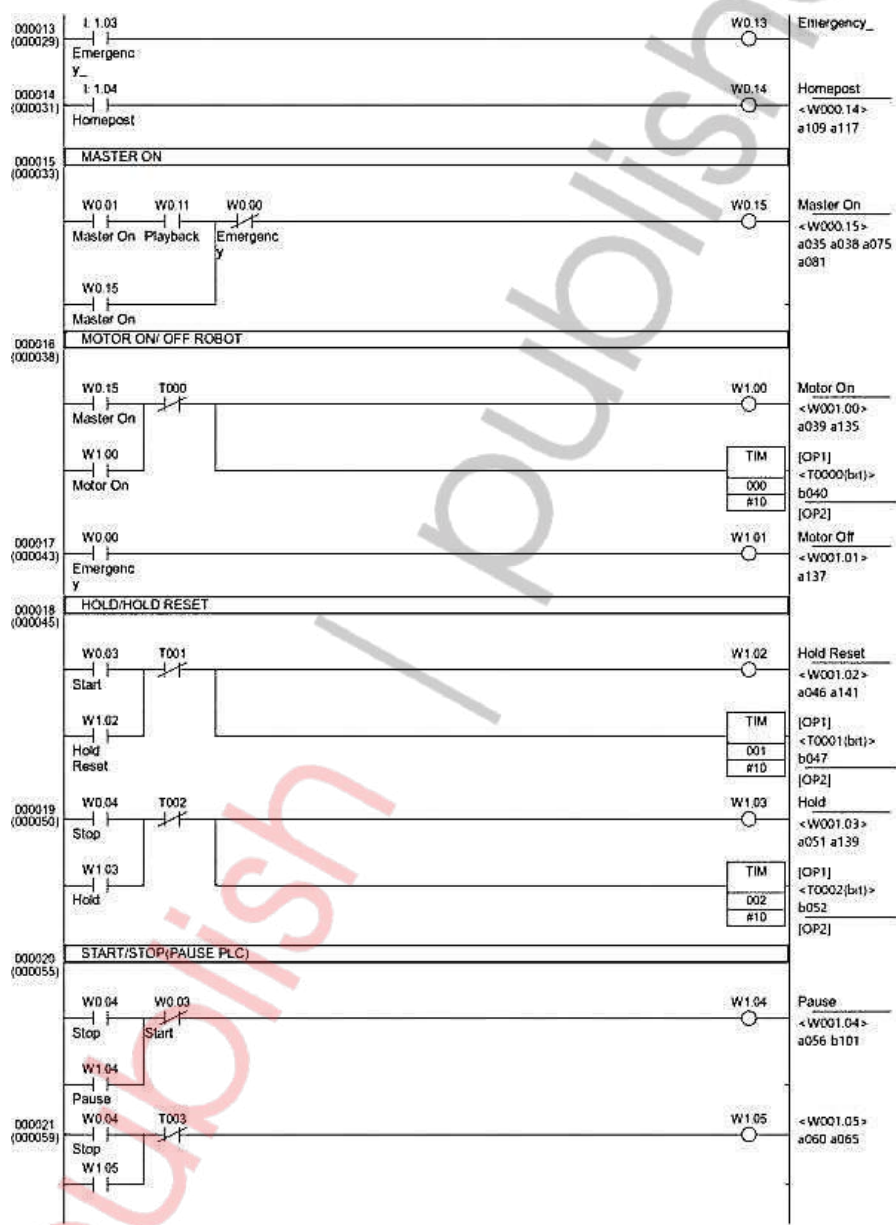 000013 I: 1.03 W0.13 Emergency_
(000029)
Emergenc
y_
000014 I: 1.04 W0.14 Homepost
(000031)
Homepost <W000.14>
a109 a117
000015 MASTER ON
(000033)
W0.01 W0.11 W0.00 W0.15 Master On
Master On Playback Emergenc
y
<W000.15>
a035 a038 a075
a081
W0.15
Master On
000016 MOTOR ON/ OFF ROBOT
(000038)
W0.15 T000 W1.00 Motor On
Master On
<W001.00>
a039 a135
W1.00 TIM [OP1]
Motor On
<T0000(bit)>
000 b040
#10 [OP2]
000017 W0.00 W1.01 Motor Off
(000043)
Emergenc
y
<W001.01>
a137
000018 HOLD/HOLD RESET
(000045)
W0.03 T001 W1.02 Hold Reset
Start
<W001.02>
a046 a141
W1.02 TIM [OP1]
Hold
Reset
<T0001(bit)>
001 b047
#10 [OP2]
000019 W0.04 T002 W1.03 Hold
(000050)
Stop
<W001.03>
a051 a139
W1.03 TIM [OP1]
Hold
<T0002(bit)>
002 b052
#10 [OP2]
000020 START/STOP(PAUSE PLC)
(000055)
W0.04 W0.03 W1.04 Pause
Stop Start
<W001.04>
a056 b101
W1.04
Pause
000021 W0.04 T003 W1.05 <W001.05>
(000059) a060 a065
Stop
W1.05
publish | publish